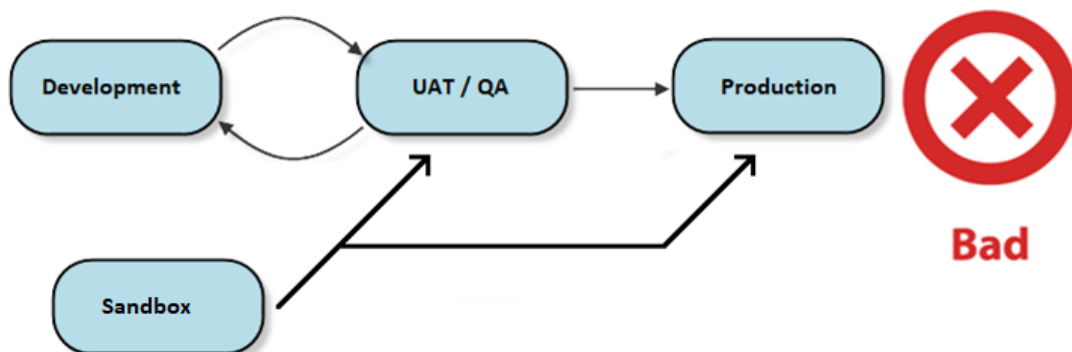 Development
UAT / QA
Production
Bad
Sandbox